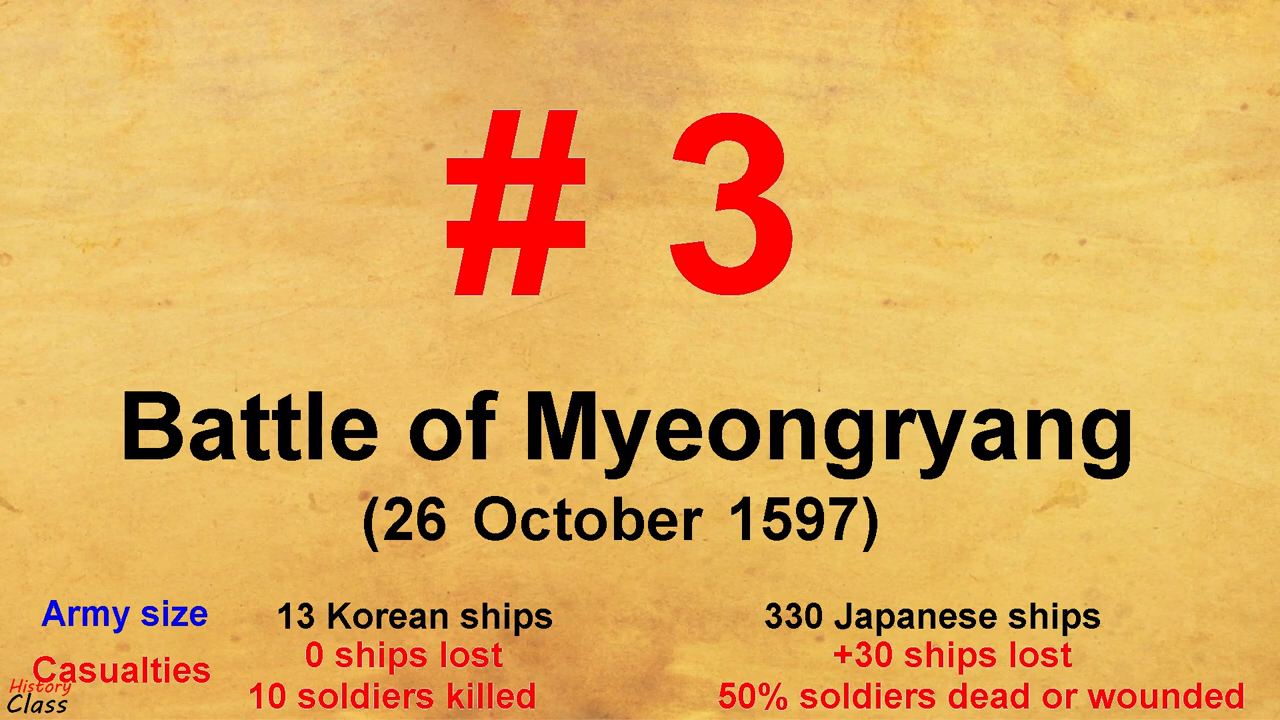 # 3
Battle of Myeongryang
(26 October 1597)
Army size 13 Korean ships 330 Japanese ships
0 ships lost +30 ships lost
Casualties
10 soldiers killed 50% soldiers dead or wounded
History
Class